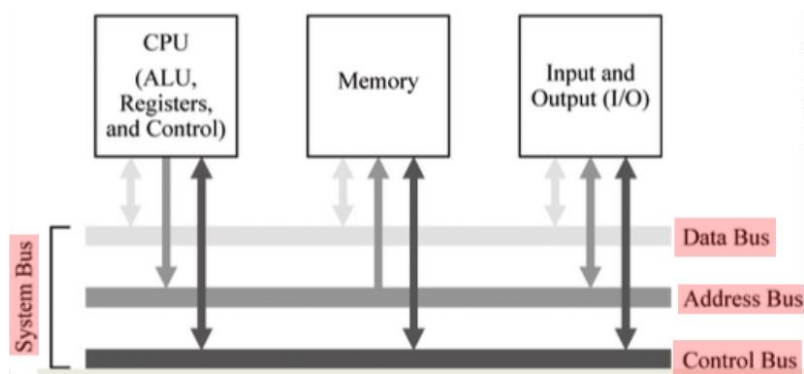 CPU
(ALU,
Registers,
and Control)
Memory
Input and
Output (I/O)
System Bus
Data Bus
Address Bus
Control Bus